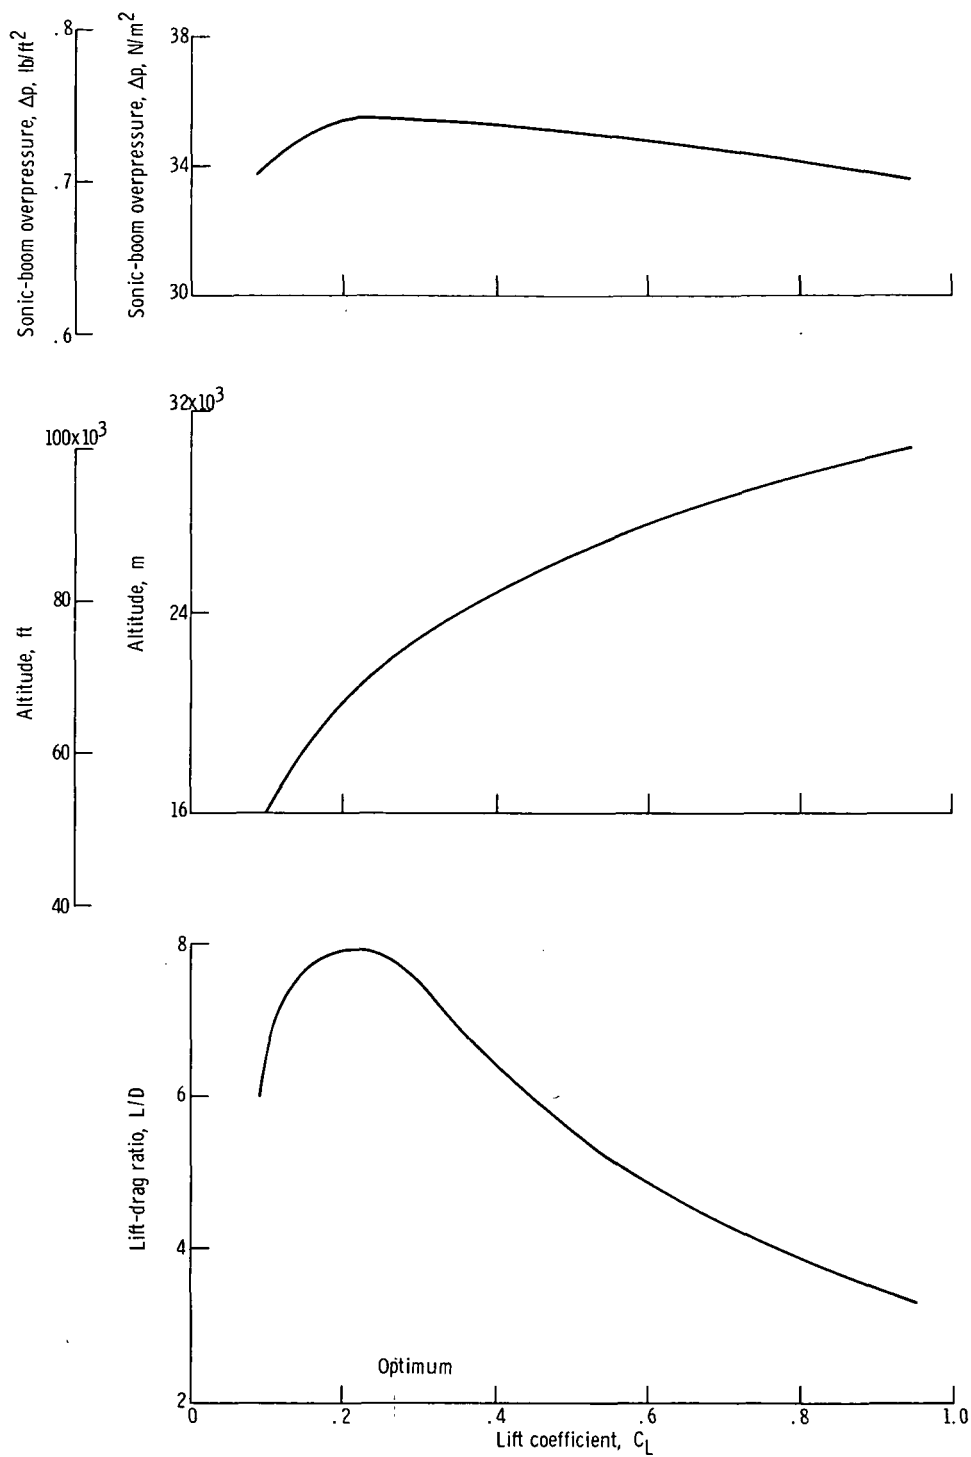 Sonic-boom overpressure, Δp, lb/ft²
.8
.7
.6
Sonic-boom overpressure, Δp, N/m²
38
34
30
Altitude, ft
100x10³
80
60
40
Altitude, m
32x10³
24
16
Lift-drag ratio, L/D
8
6
4
2
Optimum
0 .2 .4 .6 .8 1.0
Lift coefficient, C_L